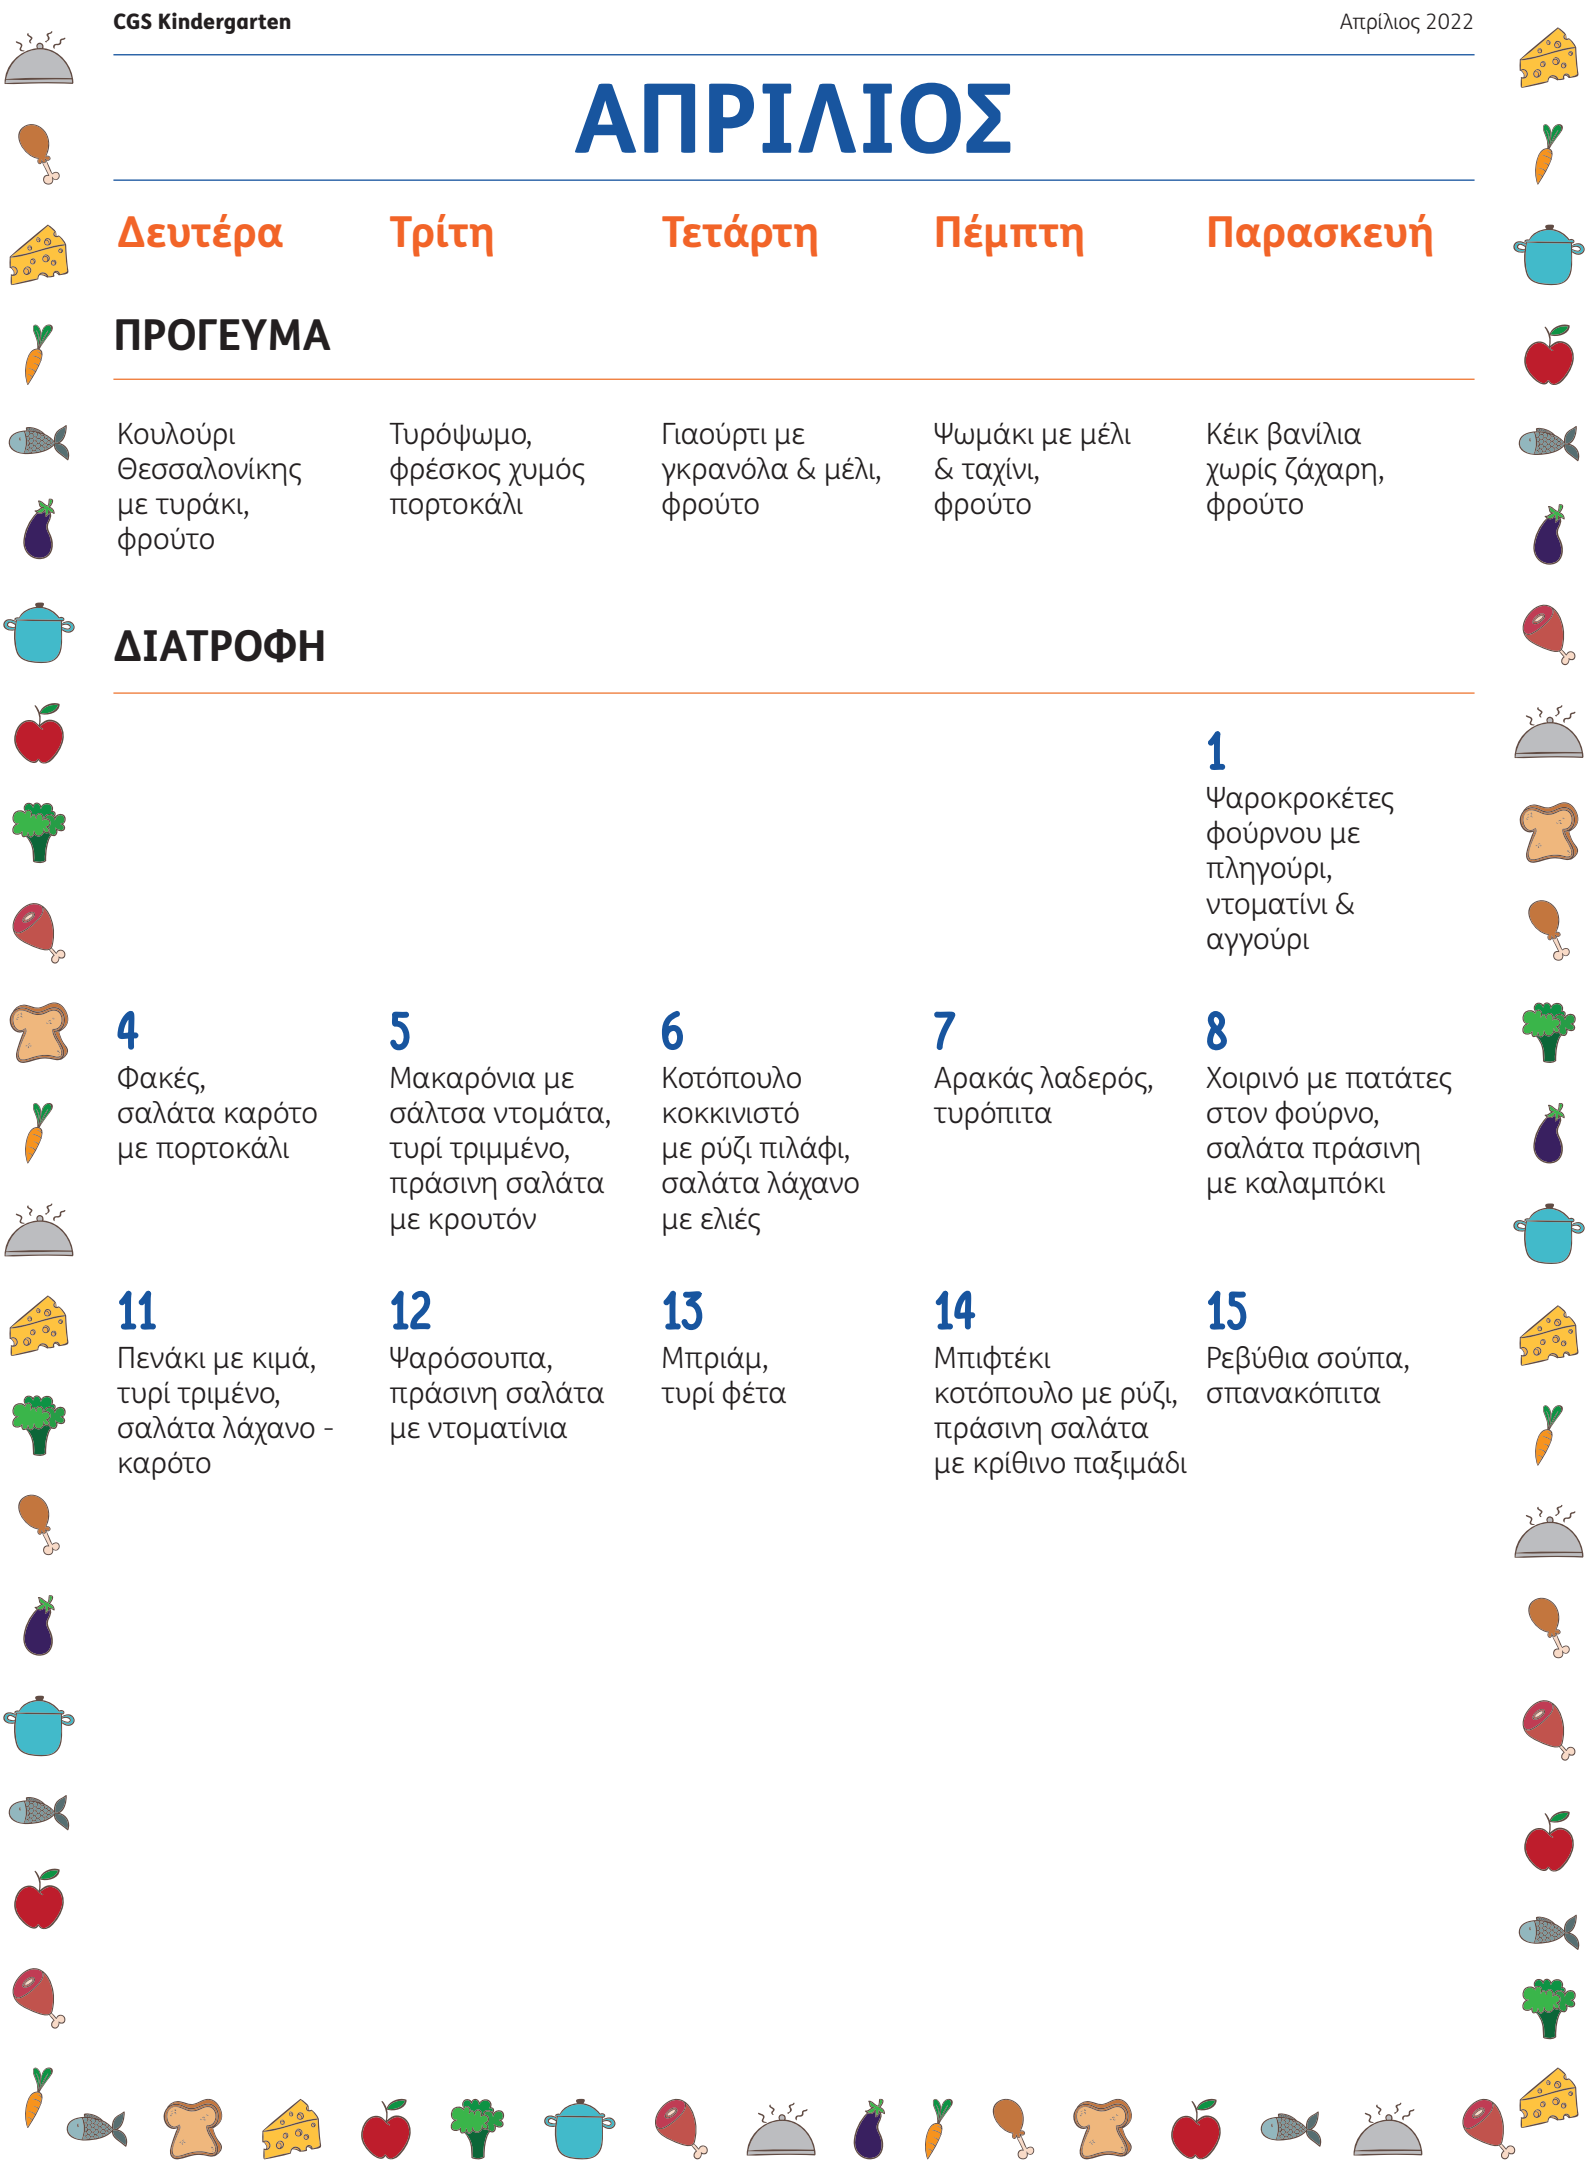 CGS Kindergarten
Απρίλιος 2022
ΑΠΡΙΛΙΟΣ
Δευτέρα
Τρίτη
Τετάρτη
Πέμπτη
Παρασκευή
ΠΡΟΓΕΥΜΑ
Κουλούρι
Θεσσαλονίκης
με τυράκι,
φρούτο
Τυρόψωμο,
φρέσκος χυμός
πορτοκάλι
Γιαούρτι με
γκρανόλα & μέλι,
φρούτο
Ψωμάκι με μέλι
& ταχίνι,
φρούτο
Κέικ βανίλια
χωρίς ζάχαρη,
φρούτο
ΔΙΑΤΡΟΦΗ
1
Ψαροκροκέτες
φούρνου με
πληγούρι,
ντοματίνι &
αγγούρι
4
Φακές,
σαλάτα καρότο
με πορτοκάλι
5
Μακαρόνια με
σάλτσα ντομάτα,
τυρί τριμμένο,
πράσινη σαλάτα
με κρουτόν
6
Κοτόπουλο
κοκκινιστό
με ρύζι πιλάφι,
σαλάτα λάχανο
με ελιές
7
Αρακάς λαδερός,
τυρόπιτα
8
Χοιρινό με πατάτες
στον φούρνο,
σαλάτα πράσινη
με καλαμπόκι
11
Πενάκι με κιμά,
τυρί τριμένο,
σαλάτα λάχανο -
καρότο
12
Ψαρόσουπα,
πράσινη σαλάτα
με ντοματίνια
13
Μπριάμ,
τυρί φέτα
14
Μπιφτέκι
κοτόπουλο με ρύζι,
πράσινη σαλάτα
με κρίθινο παξιμάδι
15
Ρεβύθια σούπα,
σπανακόπιτα